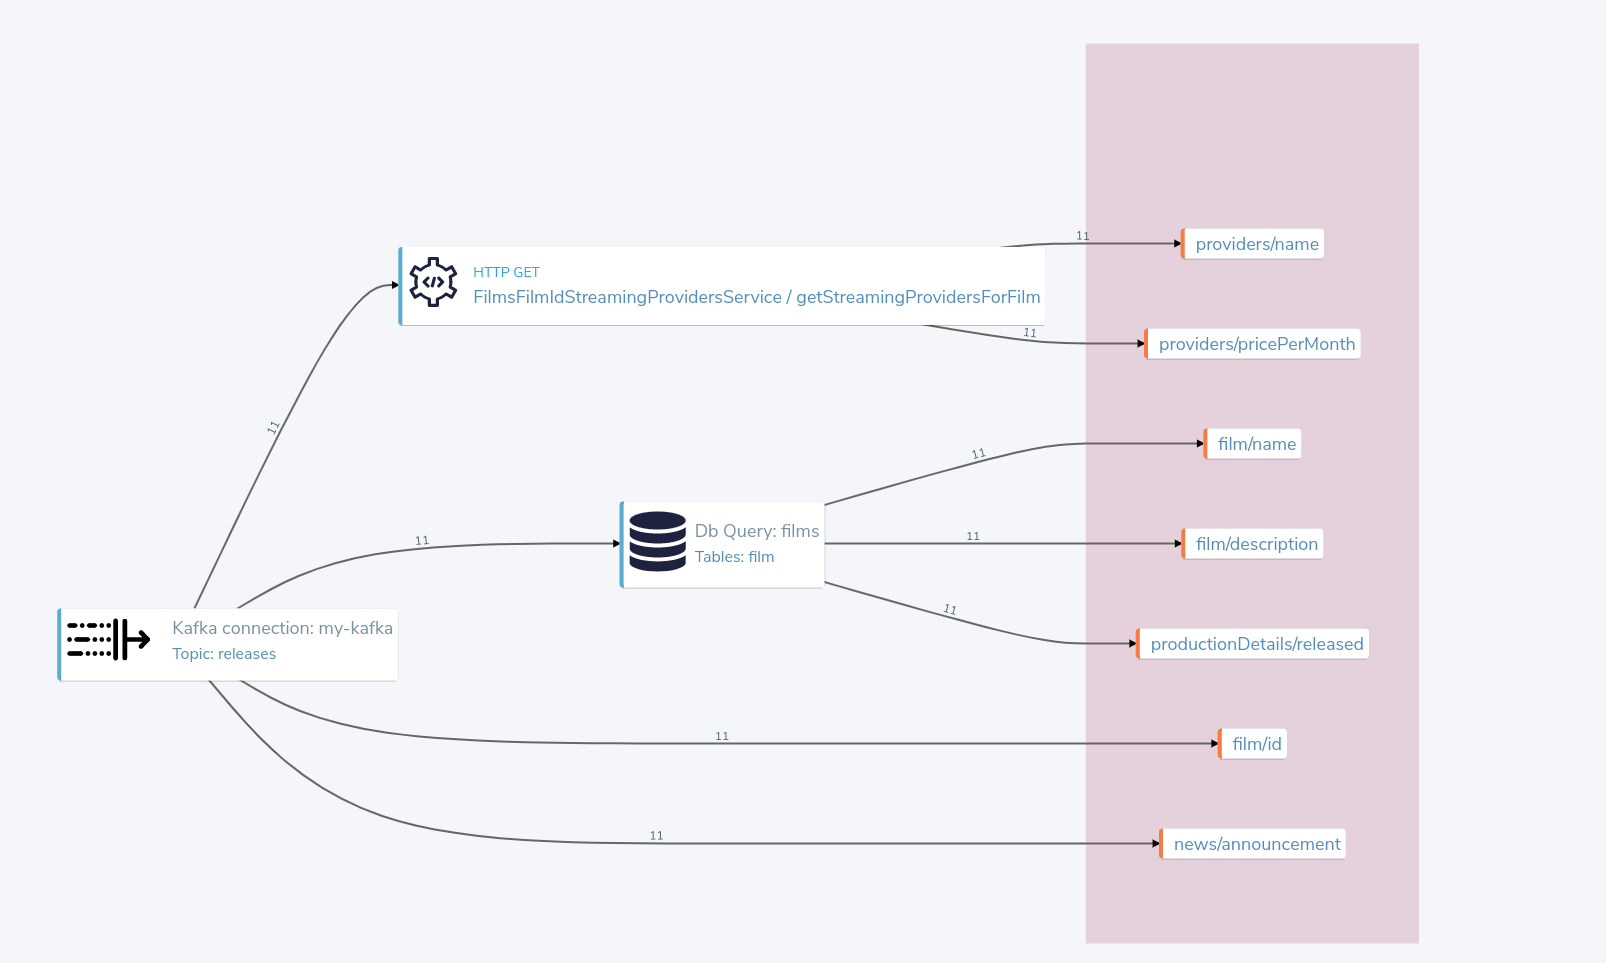 11
providers/name
HTTP GET
FilmsFilmIdStreamingProvidersService / getStreamingProvidersForFilm
11
providers/pricePerMonth
11
11
film/name
11
Db Query: films
Tables: film
11
film/description
11
productionDetails/released
Kafka connection: my-kafka
Topic: releases
11
film/id
11
news/announcement